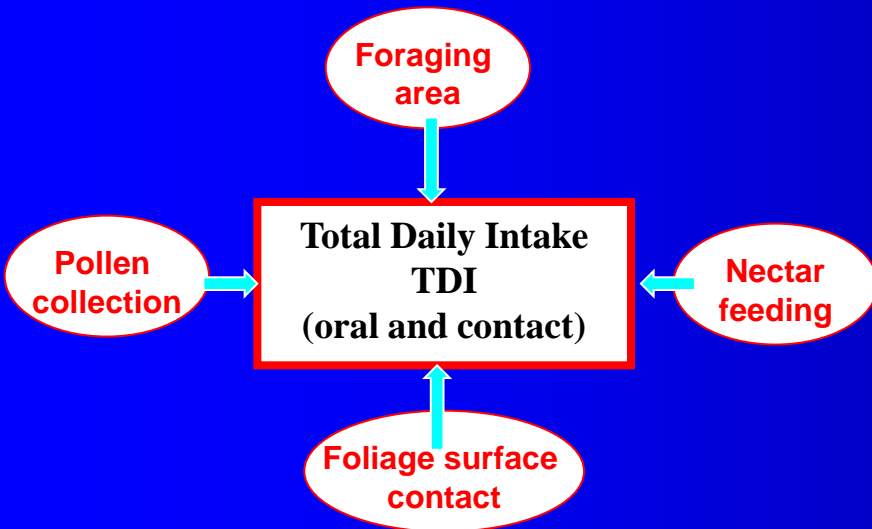 Foraging
area
Total Daily Intake
TDI
(oral and contact)
Pollen
collection
Nectar
feeding
Foliage surface
contact